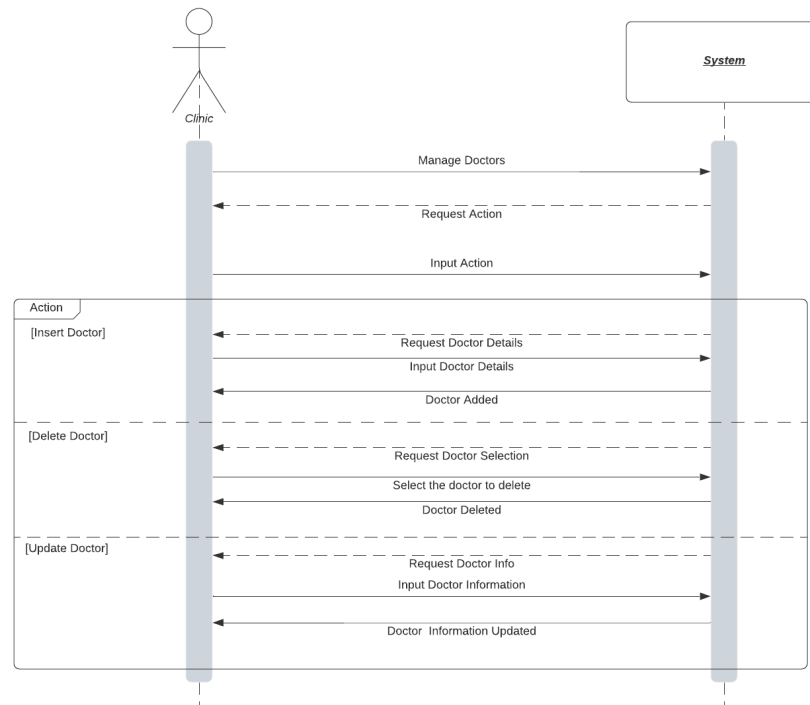 Clinic
System
Manage Doctors
Request Action
Input Action
Action
[Insert Doctor]
Request Doctor Details
Input Doctor Details
Doctor Added
[Delete Doctor]
Request Doctor Selection
Select the doctor to delete
Doctor Deleted
[Update Doctor]
Request Doctor Info
Input Doctor Information
Doctor Information Updated